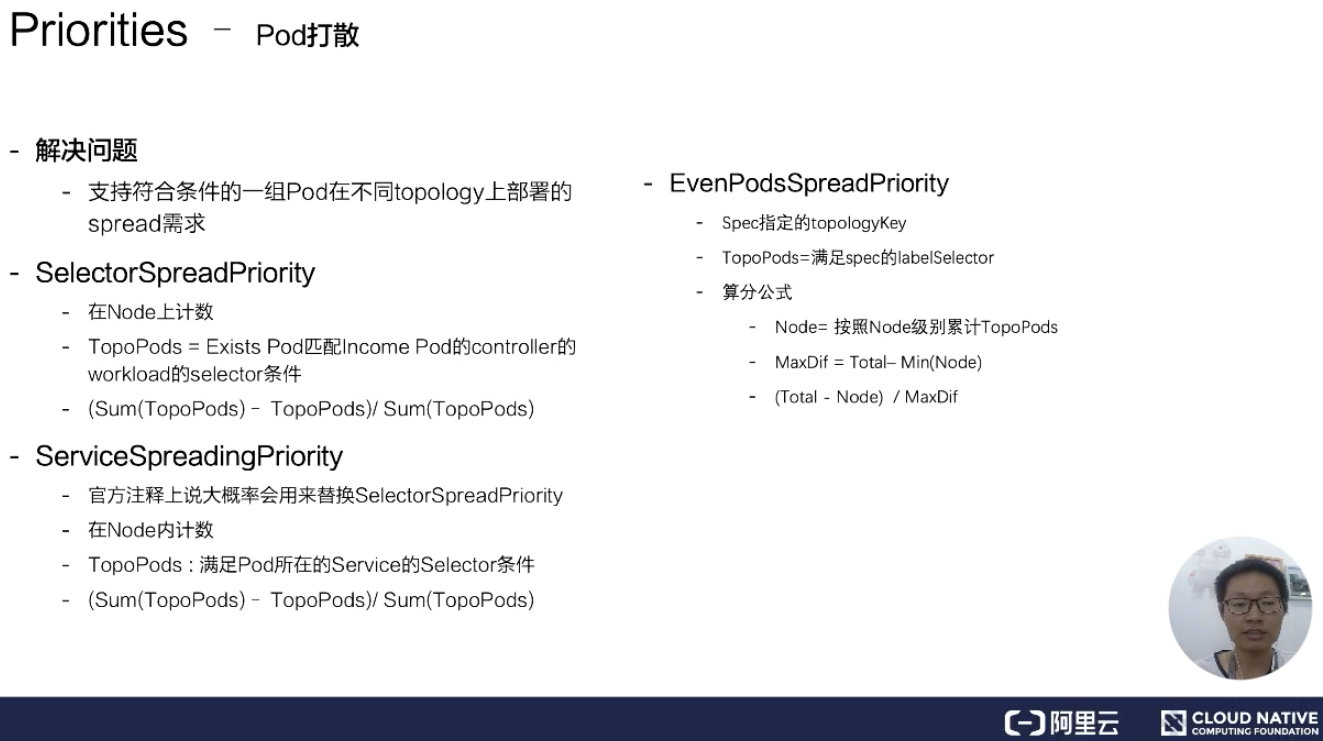 Priorities – Pod打散
- 解决问题
- 支持符合条件的一组Pod在不同topology上部署的
spread需求
- SelectorSpreadPriority
- 在Node上计数
- TopoPods = Exists Pod匹配Income Pod的controller的
workload的selector条件
- (Sum(TopoPods) – TopoPods)/ Sum(TopoPods)
- ServiceSpreadingPriority
- 官方注释上说大概率会用来替换SelectorSpreadPriority
- 在Node内计数
- TopoPods : 满足Pod所在的Service的Selector条件
- (Sum(TopoPods) – TopoPods)/ Sum(TopoPods)
- EvenPodsSpreadPriority
- Spec指定的topologyKey
- TopoPods=满足spec的labelSelector
- 算分公式
- Node= 按照Node级别累计TopoPods
- MaxDif = Total– Min(Node)
- (Total - Node) / MaxDif
阿里云
CLOUD NATIVE
COMPUTING FOUNDATION